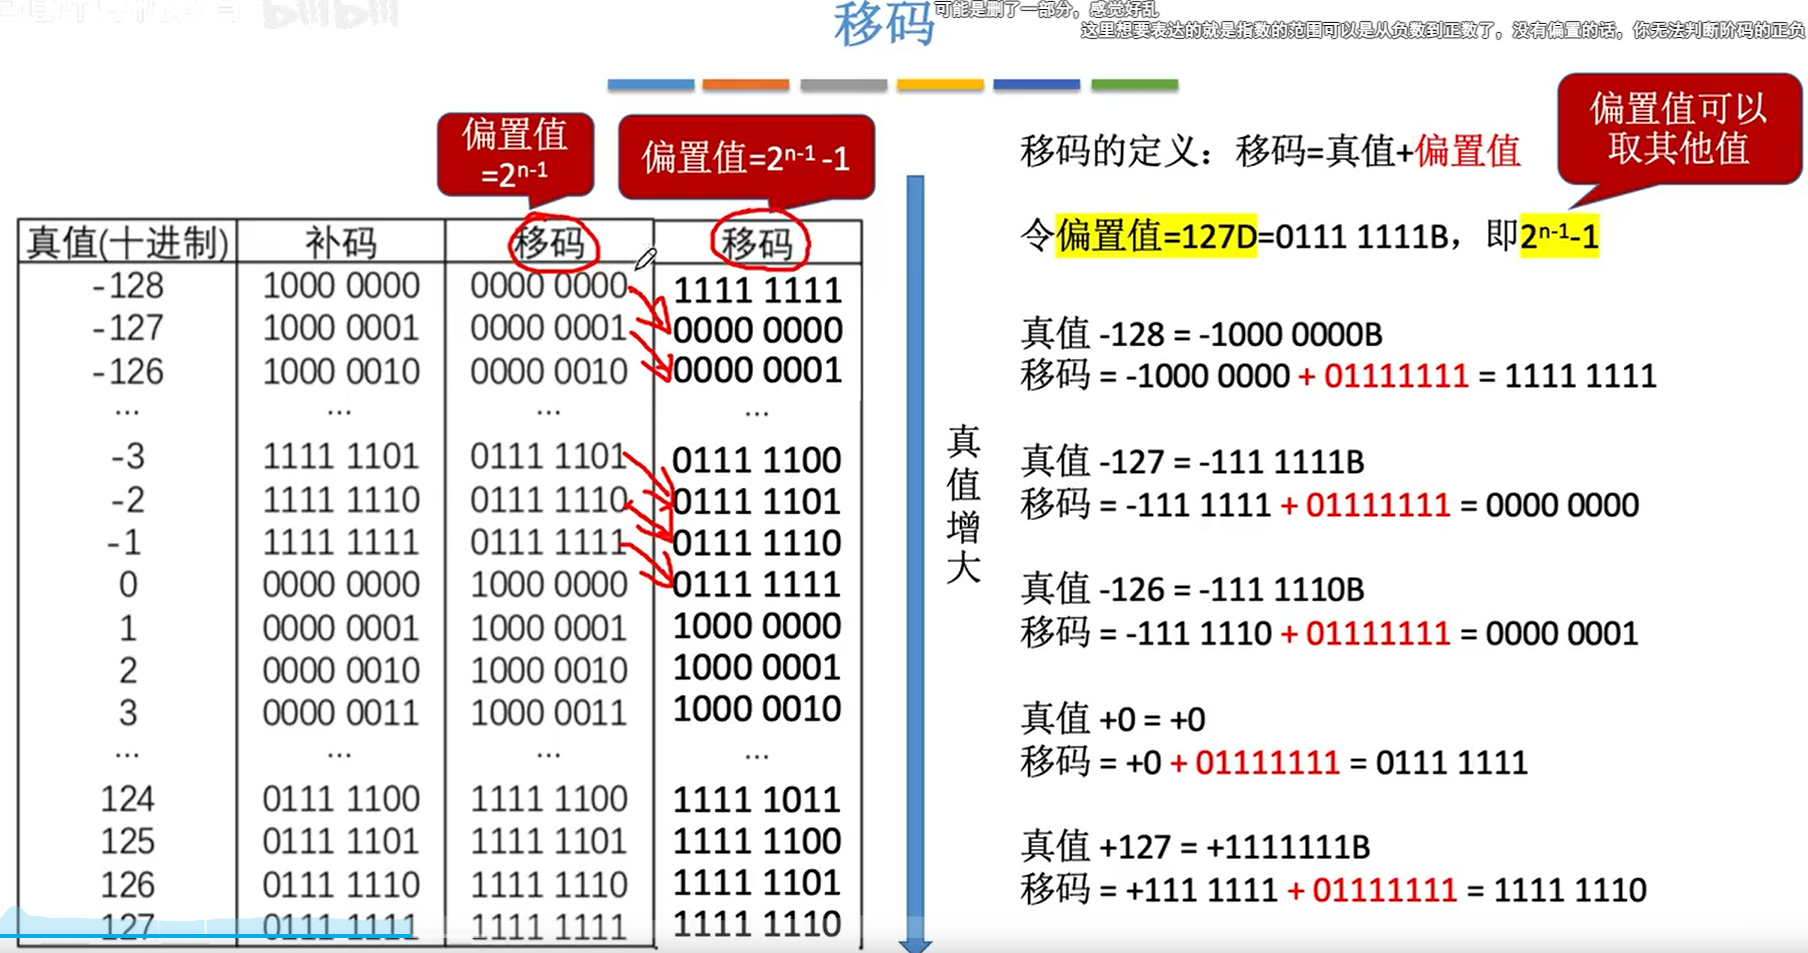 bilibili
移码
可能是删了一部分，感觉好乱
这里想要表达的就是指数的范围可以是从负数到正数了，没有偏置的话，你无法判断阶码的正负
偏置值
=2ⁿ⁻¹
偏置值=2ⁿ⁻¹ -1
真值(十进制) 补码 移码 移码
-128 1000 0000 0000 0000 1111 1111
-127 1000 0001 0000 0001 0000 0000
-126 1000 0010 0000 0010 0000 0001
... ... ... ...
-3 1111 1101 0111 1101 0111 1100
-2 1111 1110 0111 1110 0111 1101
-1 1111 1111 0111 1111 0111 1110
0 0000 0000 1000 0000 0111 1111
1 0000 0001 1000 0001 1000 0000
2 0000 0010 1000 0010 1000 0001
3 0000 0011 1000 0011 1000 0010
... ... ... ...
124 0111 1100 1111 1100 1111 1011
125 0111 1101 1111 1101 1111 1100
126 0111 1110 1111 1110 1111 1101
127 0111 1111 1111 1111 1111 1110
真值增大
偏置值可以
取其他值
移码的定义：移码=真值+偏置值
令偏置值=127D=0111 1111B，即2ⁿ⁻¹-1
真值 -128 = -1000 0000B
移码 = -1000 0000 + 01111111 = 1111 1111
真值 -127 = -111 1111B
移码 = -111 1111 + 01111111 = 0000 0000
真值 -126 = -111 1110B
移码 = -111 1110 + 01111111 = 0000 0001
真值 +0 = +0
移码 = +0 + 01111111 = 0111 1111
真值 +127 = +1111111B
移码 = +111 1111 + 01111111 = 1111 1110